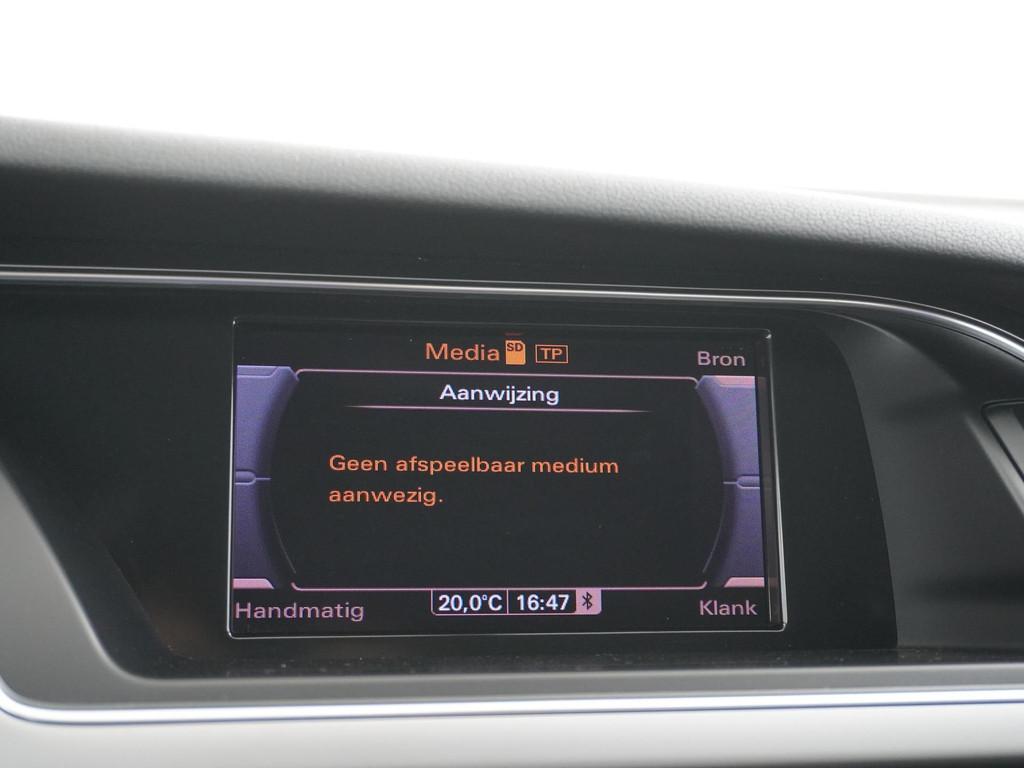 Media SD TP
Bron
Aanwijzing
Geen afspeelbaar medium
aanwezig.
Handmatig
20,0°C 16:47
Klank